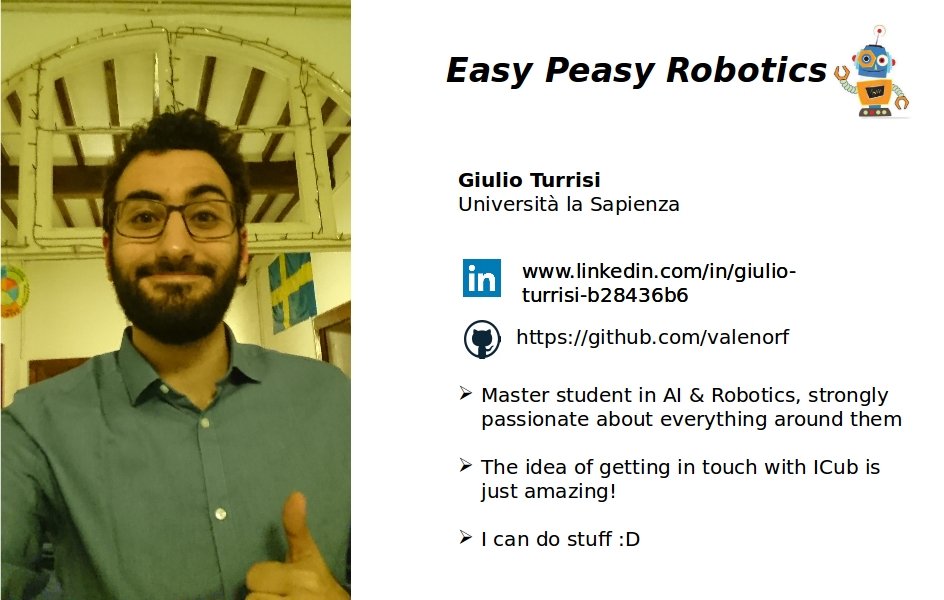 Easy Peasy Robotics
Giulio Turrisi
Università la Sapienza
in
www.linkedin.com/in/giulio-
turrisi-b28436b6
https://github.com/valenorf
➢ Master student in AI & Robotics, strongly
passionate about everything around them
➢ The idea of getting in touch with ICub is
just amazing!
➢ I can do stuff :D